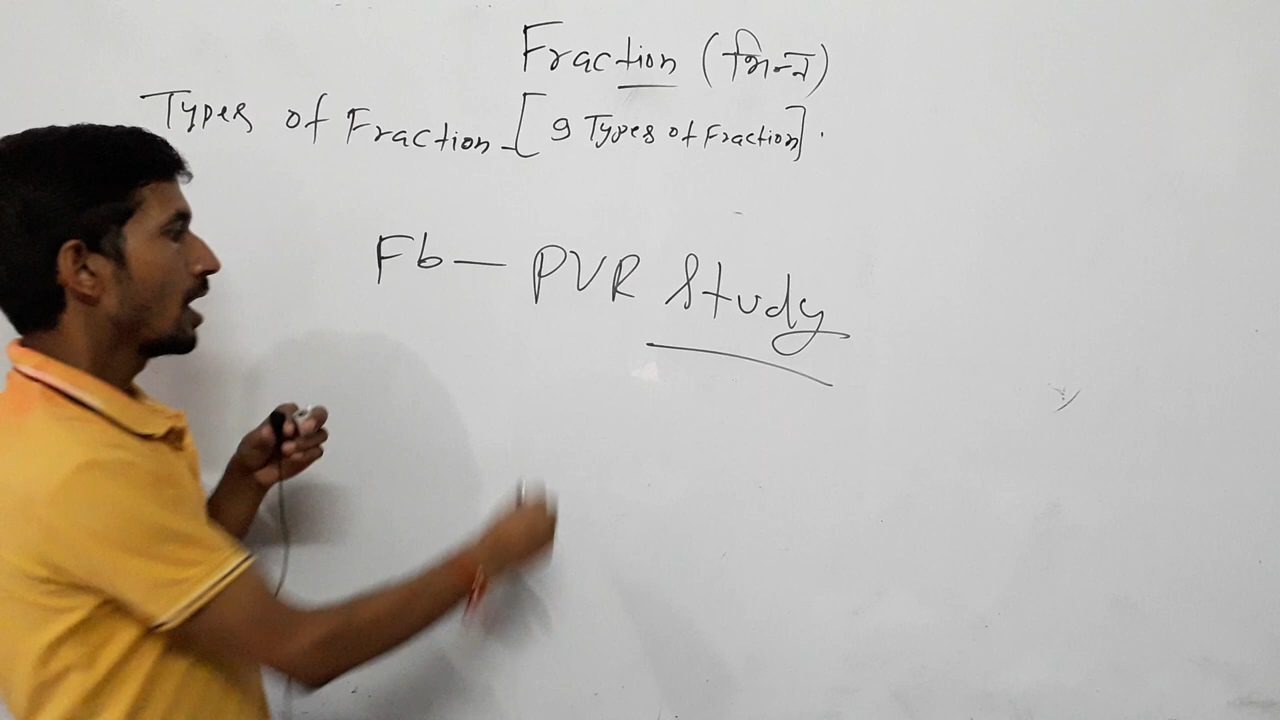 Fraction (भिन्न)
Types of Fraction - [9 Types of Fraction].
Fb - PVR Study